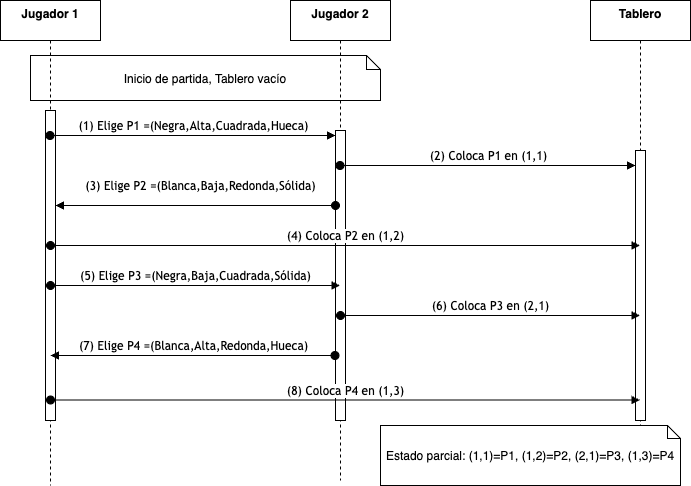 Jugador 1
Jugador 2
Tablero
Inicio de partida, Tablero vacío
(1) Elige P1 =(Negra,Alta,Cuadrada,Hueca)
(2) Coloca P1 en (1,1)
(3) Elige P2 =(Blanca,Baja,Redonda,Sólida)
(4) Coloca P2 en (1,2)
(5) Elige P3 =(Negra,Baja,Cuadrada,Sólida)
(6) Coloca P3 en (2,1)
(7) Elige P4 =(Blanca,Alta,Redonda,Hueca)
(8) Coloca P4 en (1,3)
Estado parcial: (1,1)=P1, (1,2)=P2, (2,1)=P3, (1,3)=P4